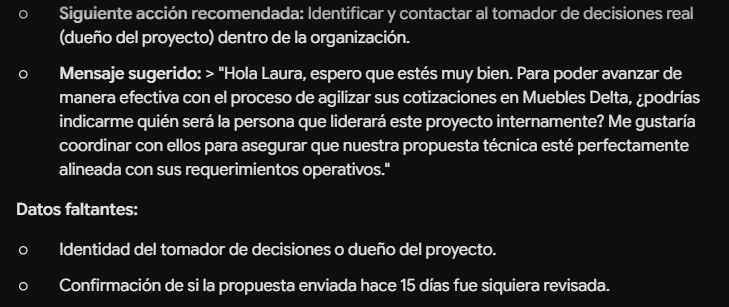 ○ Siguiente acción recomendada: Identificar y contactar al tomador de decisiones real
(dueño del proyecto) dentro de la organización.
○ Mensaje sugerido: > "Hola Laura, espero que estés muy bien. Para poder avanzar de
manera efectiva con el proceso de agilizar sus cotizaciones en Muebles Delta, ¿podrías
indicarme quién será la persona que liderará este proyecto internamente? Me gustaría
coordinar con ellos para asegurar que nuestra propuesta técnica esté perfectamente
alineada con sus requerimientos operativos."
Datos faltantes:
○ Identidad del tomador de decisiones o dueño del proyecto.
○ Confirmación de si la propuesta enviada hace 15 días fue siquiera revisada.